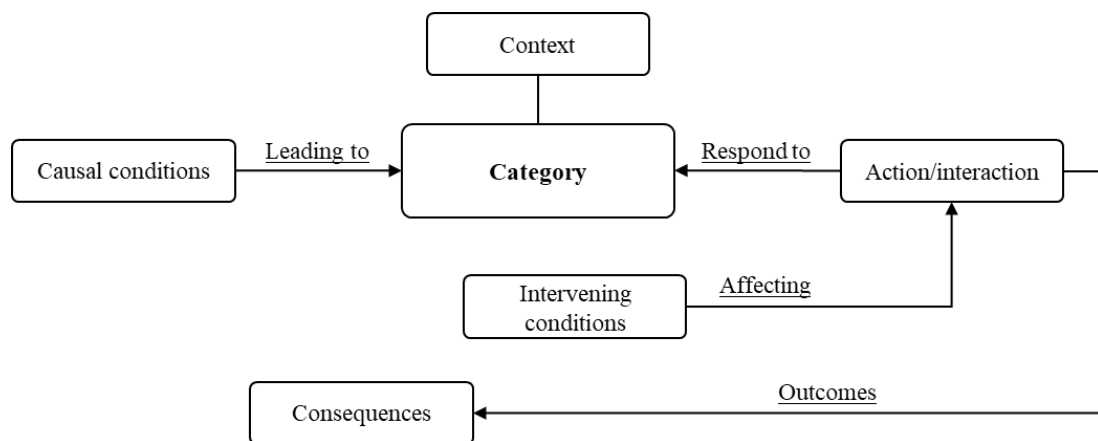 Context
Causal conditions
Leading to
Category
Respond to
Action/interaction
Intervening
conditions
Affecting
Consequences
Outcomes